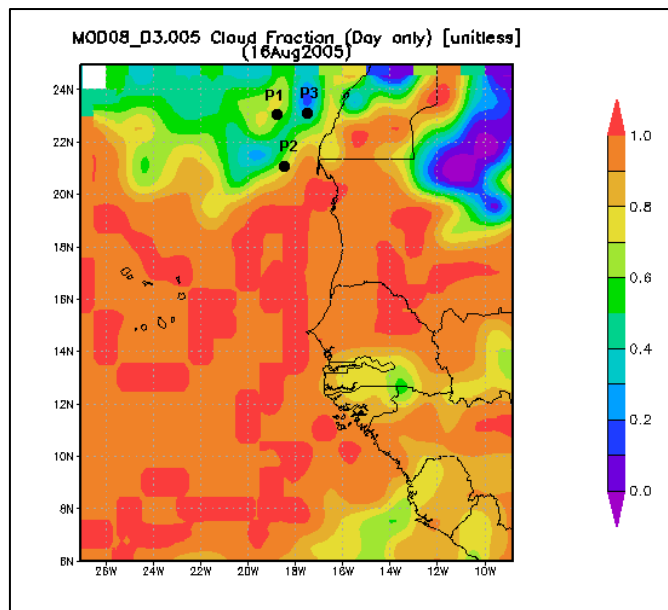 MOD08_D3.005 Cloud Fraction (Day only) [unitless]
(16Aug2005)
24N
22N
20N
18N
16N
14N
12N
10N
8N
6N
26W 24W 22W 20W 18W 16W 14W 12W 10W
P1 P3
P2
1.0
0.8
0.6
0.4
0.2
0.0